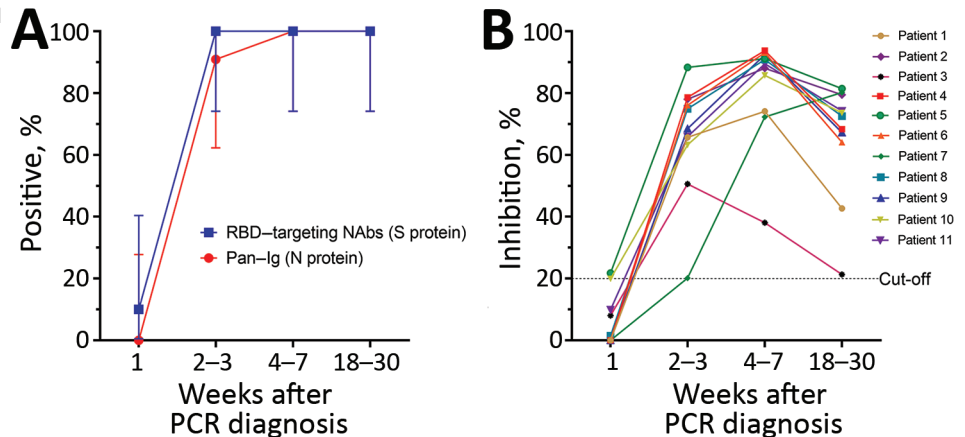 A
100
80
60
40
20
0
Positive, %
RBD–targeting NAbs (S protein)
Pan–Ig (N protein)
1
2–3
4–7
18–30
Weeks after
PCR diagnosis
B
100
80
60
40
20
0
Inhibition, %
Cut-off
1
2–3
4–7
18–30
Weeks after
PCR diagnosis
Patient 1
Patient 2
Patient 3
Patient 4
Patient 5
Patient 6
Patient 7
Patient 8
Patient 9
Patient 10
Patient 11